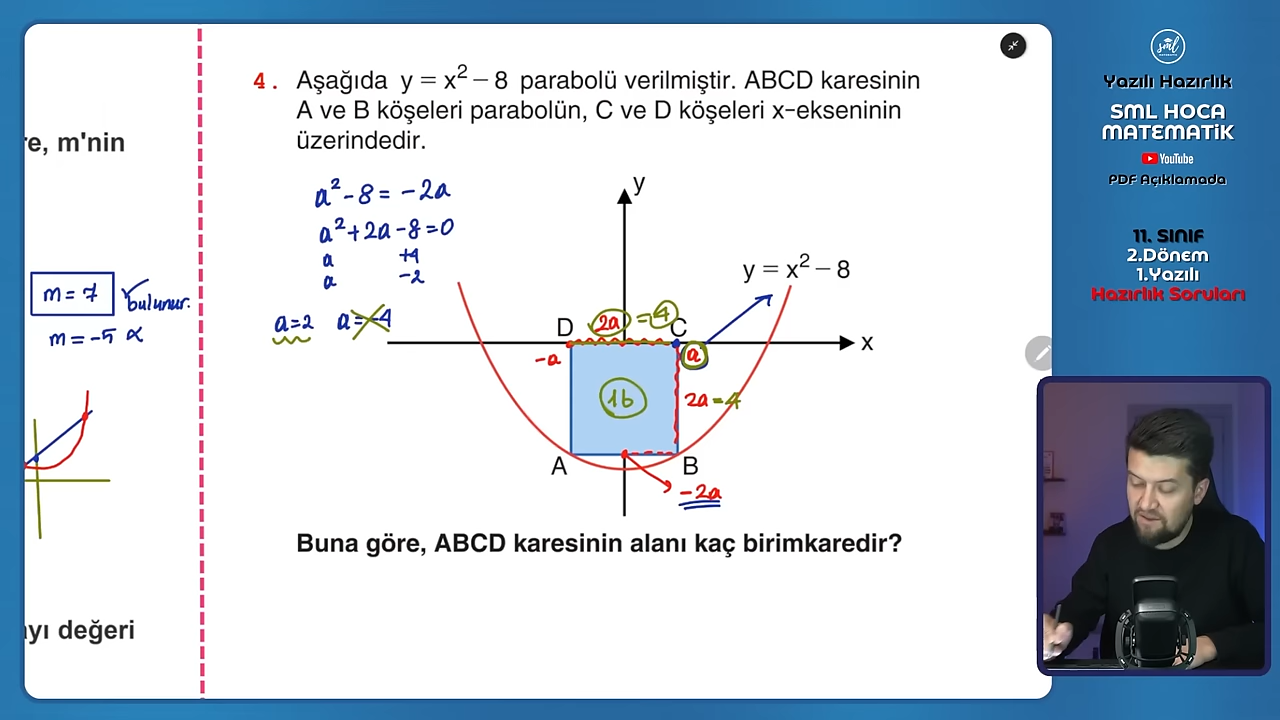 re, m'nin
m = 7
bulunur.
m = -5 α
yı değeri
4. Aşağıda y = x² - 8 parabolü verilmiştir. ABCD karesinin
A ve B köşeleri parabolün, C ve D köşeleri x-ekseninin
üzerindedir.
a² - 8 = -2a
a² + 2a - 8 = 0
a +4
a -2
a = 2 a = -4
y
y = x² - 8
D 2a = 4 C
x
-a a
16 2a = 4
A B
-2a
Buna göre, ABCD karesinin alanı kaç birimkaredir?
sml
Yazılı Hazırlık
SML HOCA
MATEMATİK
YouTube
PDF Açıklamada
11. SINIF
2.Dönem
1.Yazılı
Hazırlık Soruları